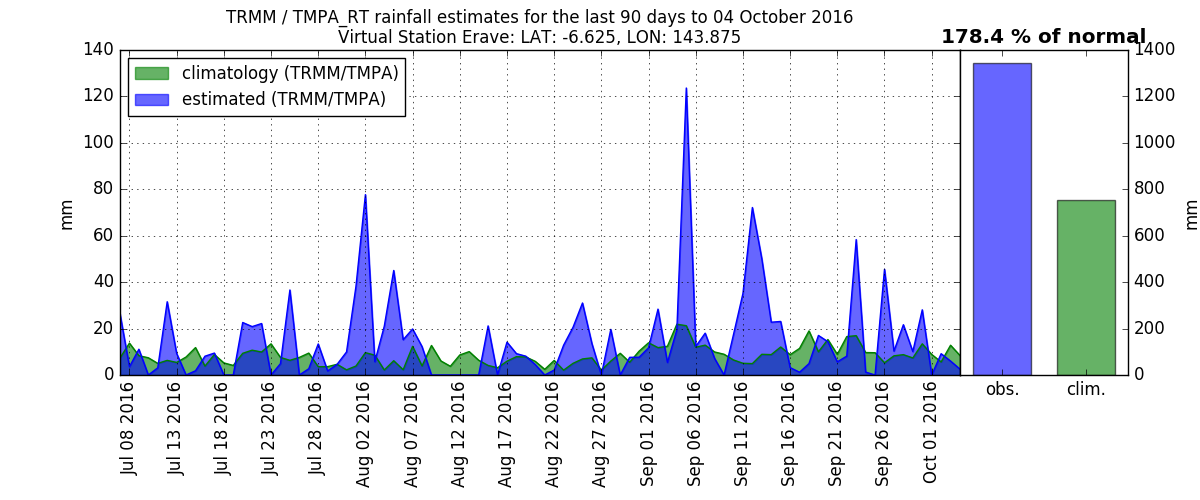 TRMM / TMPA_RT rainfall estimates for the last 90 days to 04 October 2016
Virtual Station Erave: LAT: -6.625, LON: 143.875
178.4 % of normal
climatology (TRMM/TMPA)
estimated (TRMM/TMPA)
mm
140
120
100
80
60
40
20
0
Jul 08 2016
Jul 13 2016
Jul 18 2016
Jul 23 2016
Jul 28 2016
Aug 02 2016
Aug 07 2016
Aug 12 2016
Aug 17 2016
Aug 22 2016
Aug 27 2016
Sep 01 2016
Sep 06 2016
Sep 11 2016
Sep 16 2016
Sep 21 2016
Sep 26 2016
Oct 01 2016
1400
1200
1000
800
600
400
200
0
mm
obs.
clim.